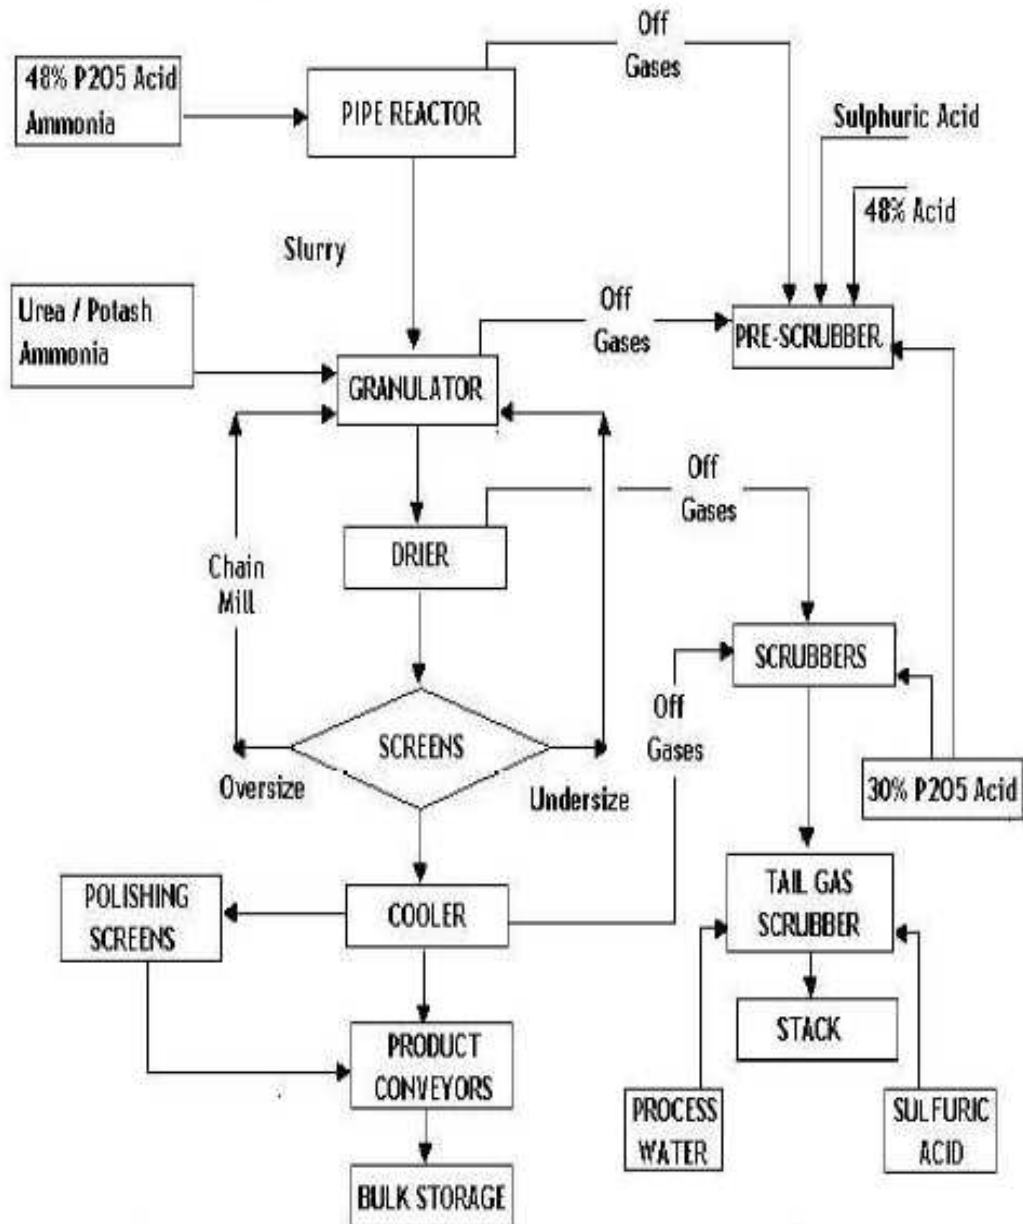 Off
Gases
48% P2O5 Acid
Ammonia
PIPE REACTOR
Sulphuric Acid
48% Acid
Slurry
Urea / Potash
Ammonia
Off
Gases
PRE-SCRUBBER
GRANULATOR
Off
Gases
DRIER
Chain
Mill
SCRUBBERS
Off
Gases
SCREENS
Oversize
Undersize
30% P2O5 Acid
TAIL GAS
SCRUBBER
POLISHING
SCREENS
COOLER
STACK
PRODUCT
CONVEYORS
PROCESS
WATER
SULFURIC
ACID
BULK STORAGE